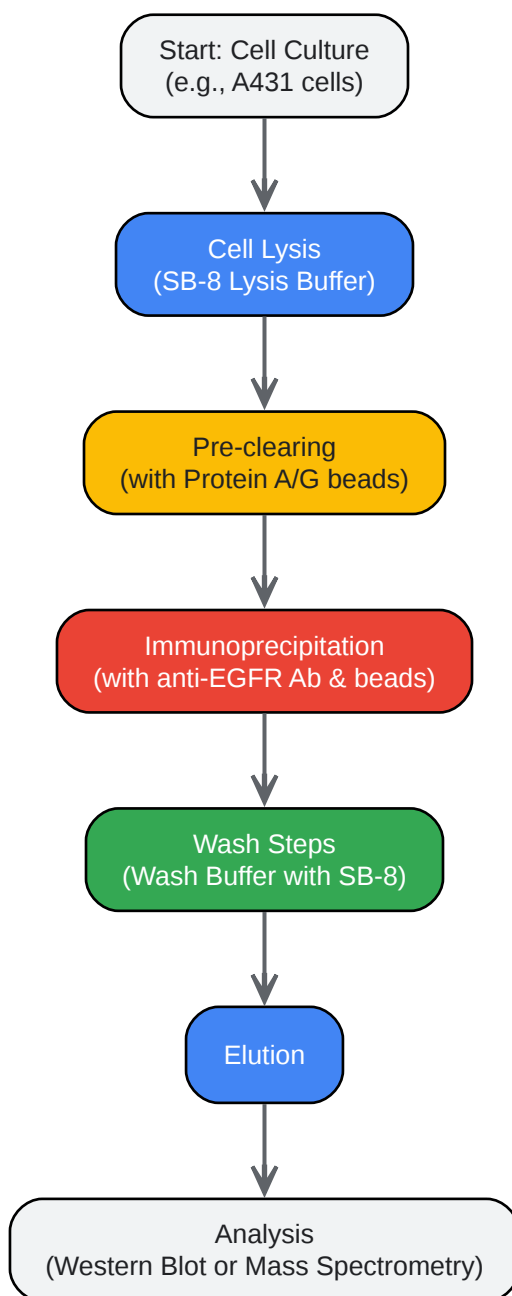 Start: Cell Culture
(e.g., A431 cells)
Cell Lysis
(SB-8 Lysis Buffer)
Pre-clearing
(with Protein A/G beads)
Immunoprecipitation
(with anti-EGFR Ab & beads)
Wash Steps
(Wash Buffer with SB-8)
Elution
Analysis
(Western Blot or Mass Spectrometry)